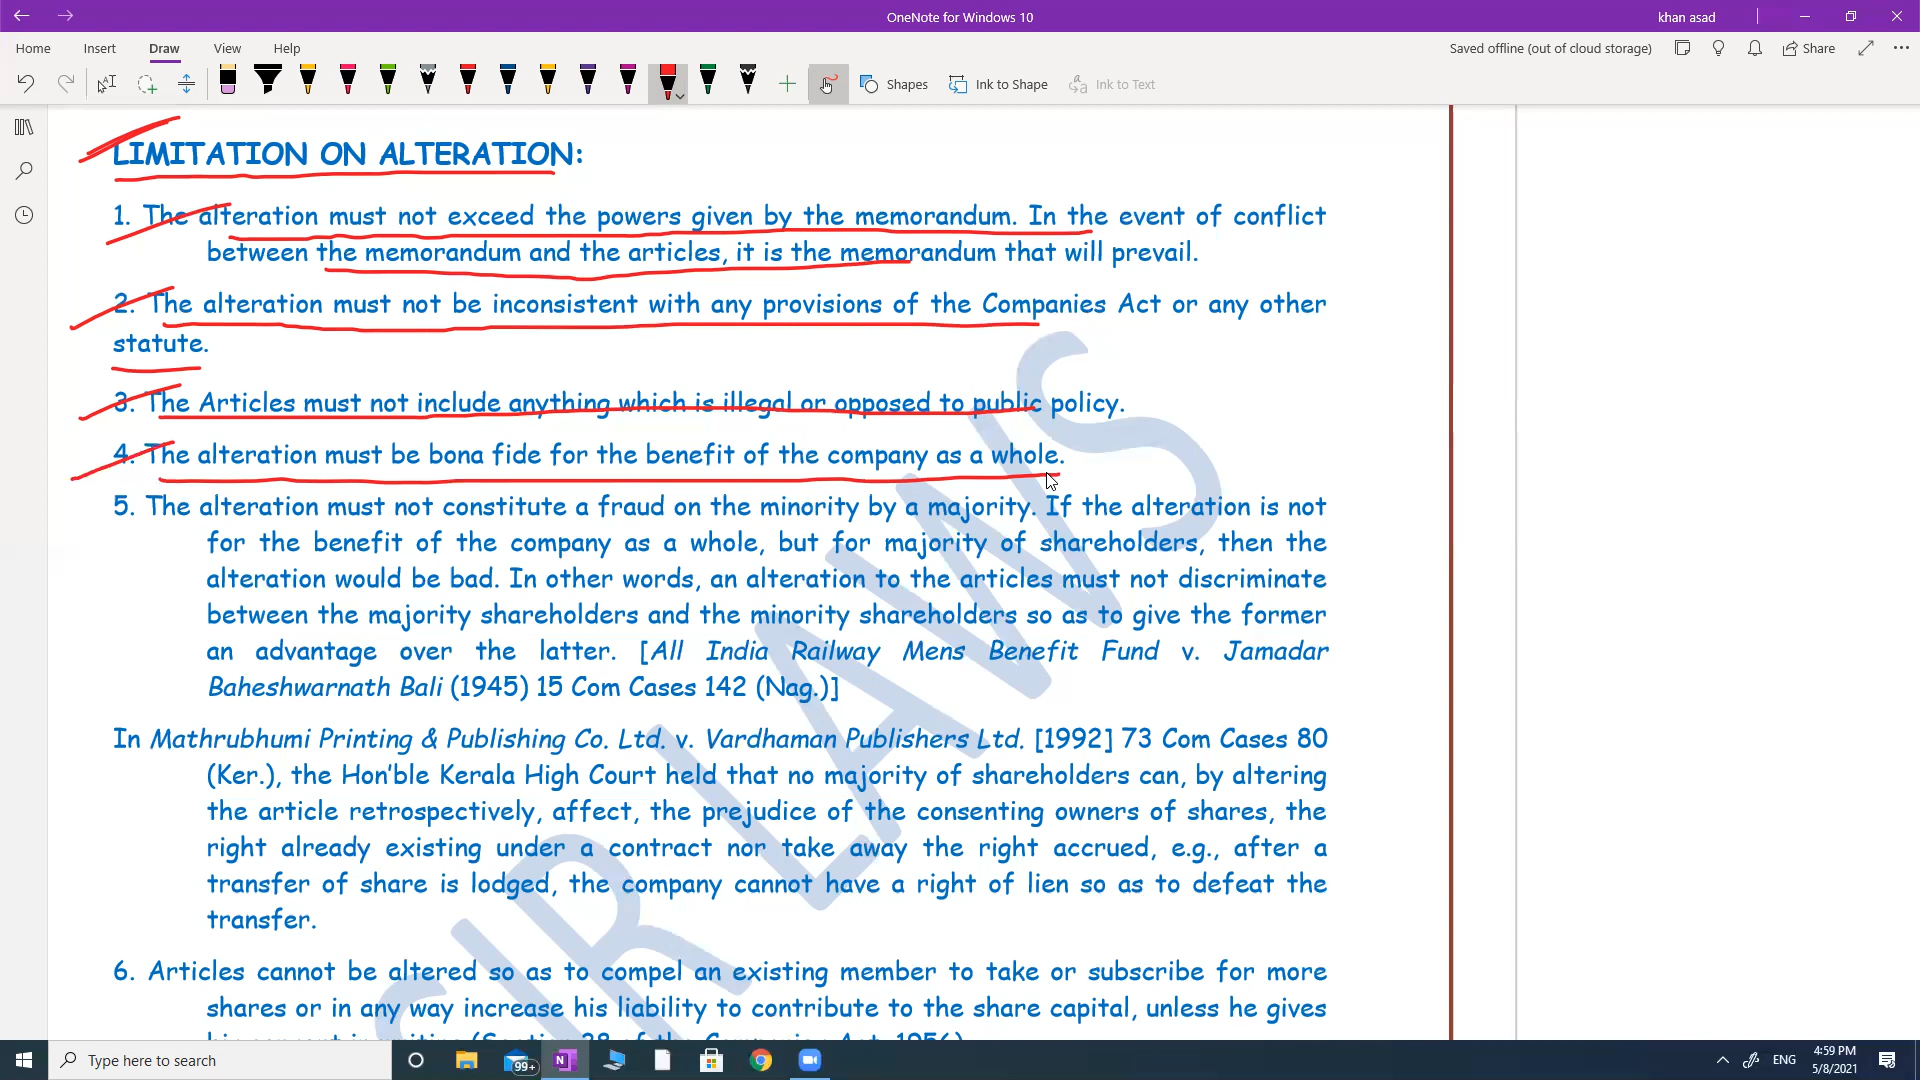 OneNote for Windows 10
khan asad
Home Insert Draw View Help
Saved offline (out of cloud storage) Share
Shapes Ink to Shape Ink to Text
LIMITATION ON ALTERATION:
1. The alteration must not exceed the powers given by the memorandum. In the event of conflict
between the memorandum and the articles, it is the memorandum that will prevail.
2. The alteration must not be inconsistent with any provisions of the Companies Act or any other
statute.
3. The Articles must not include anything which is illegal or opposed to public policy.
4. The alteration must be bona fide for the benefit of the company as a whole.
5. The alteration must not constitute a fraud on the minority by a majority. If the alteration is not
for the benefit of the company as a whole, but for majority of shareholders, then the
alteration would be bad. In other words, an alteration to the articles must not discriminate
between the majority shareholders and the minority shareholders so as to give the former
an advantage over the latter. [All India Railway Mens Benefit Fund v. Jamadar
Baheshwarnath Bali (1945) 15 Com Cases 142 (Nag.)]
In Mathrubhumi Printing & Publishing Co. Ltd. v. Vardhaman Publishers Ltd. [1992] 73 Com Cases 80
(Ker.), the Hon'ble Kerala High Court held that no majority of shareholders can, by altering
the article retrospectively, affect, the prejudice of the consenting owners of shares, the
right already existing under a contract nor take away the right accrued, e.g., after a
transfer of share is lodged, the company cannot have a right of lien so as to defeat the
transfer.
6. Articles cannot be altered so as to compel an existing member to take or subscribe for more
shares or in any way increase his liability to contribute to the share capital, unless he gives
his consent in writing (Section 38 of the Companies Act, 1956)
SIR LAWS
Type here to search
99+
ENG
4:59 PM
5/8/2021